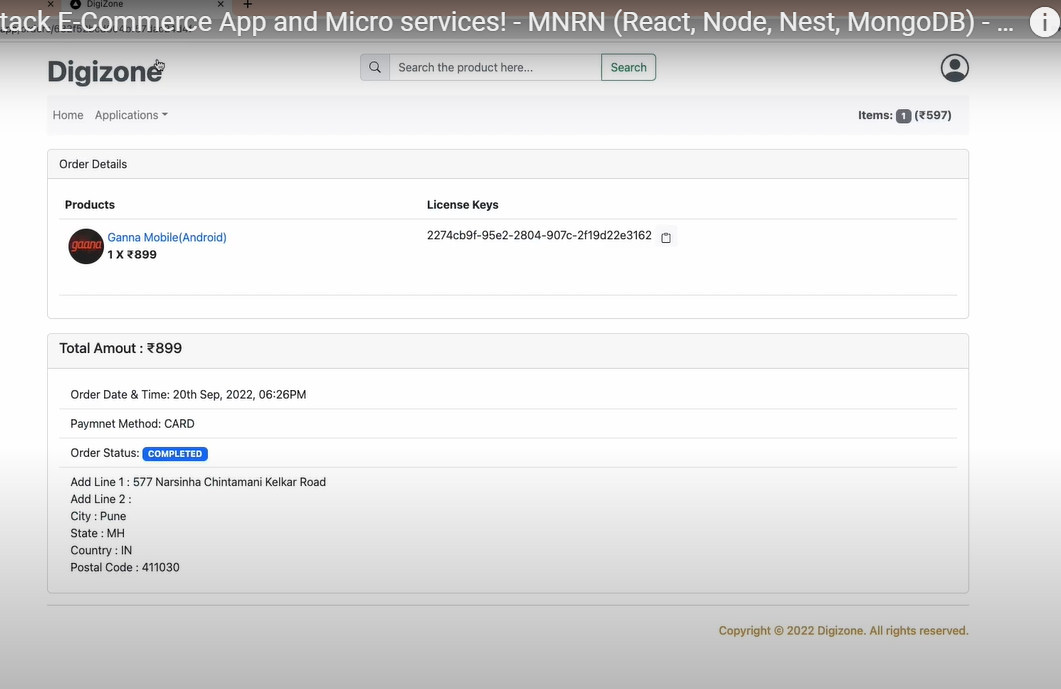 DigiZone
tack E-Commerce App and Micro services! - MNRN (React, Node, Nest, MongoDB) - ...
Digizone
Search the product here...
Search
Home
Applications
Items: 1 (₹597)
Order Details
Products
License Keys
gaana
Ganna Mobile(Android)
1 X ₹899
2274cb9f-95e2-2804-907c-2f19d22e3162
Total Amout : ₹899
Order Date & Time: 20th Sep, 2022, 06:26PM
Paymnet Method: CARD
Order Status: COMPLETED
Add Line 1 : 577 Narsinha Chintamani Kelkar Road
Add Line 2 :
City : Pune
State : MH
Country : IN
Postal Code : 411030
Copyright © 2022 Digizone. All rights reserved.